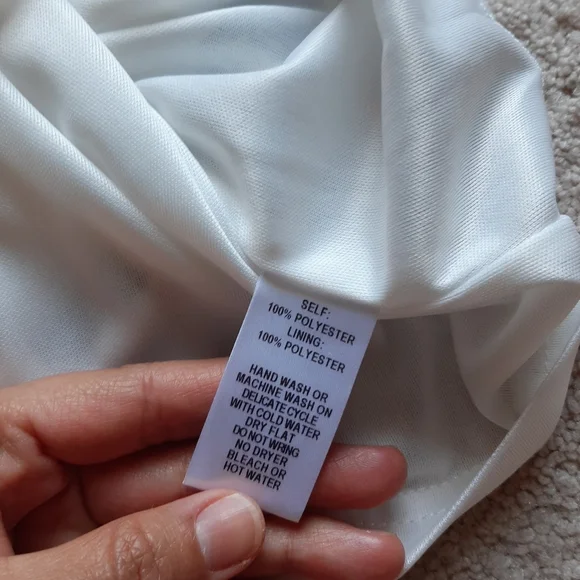 SELF:
100% POLYESTER
LINING:
100% POLYESTER
HAND WASH OR
MACHINE WASH ON
DELICATE CYCLE
WITH COLD WATER
DRY FLAT
DO NOT WRING
NO DRYER
BLEACH OR
HOT WATER